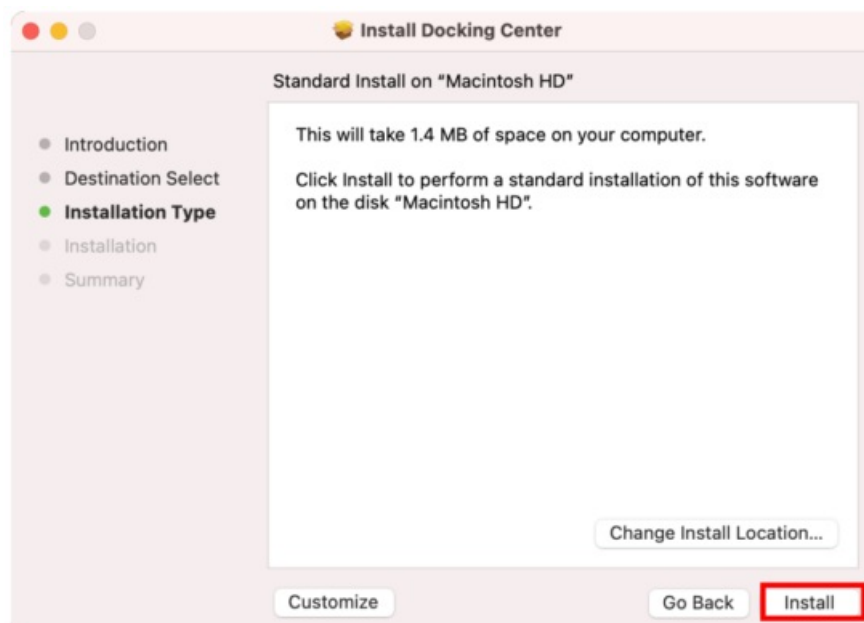 Install Docking Center
Standard Install on “Macintosh HD”
Introduction
Destination Select
Installation Type
Installation
Summary
This will take 1.4 MB of space on your computer.
Click Install to perform a standard installation of this software
on the disk “Macintosh HD”.
Change Install Location...
Customize
Go Back
Install